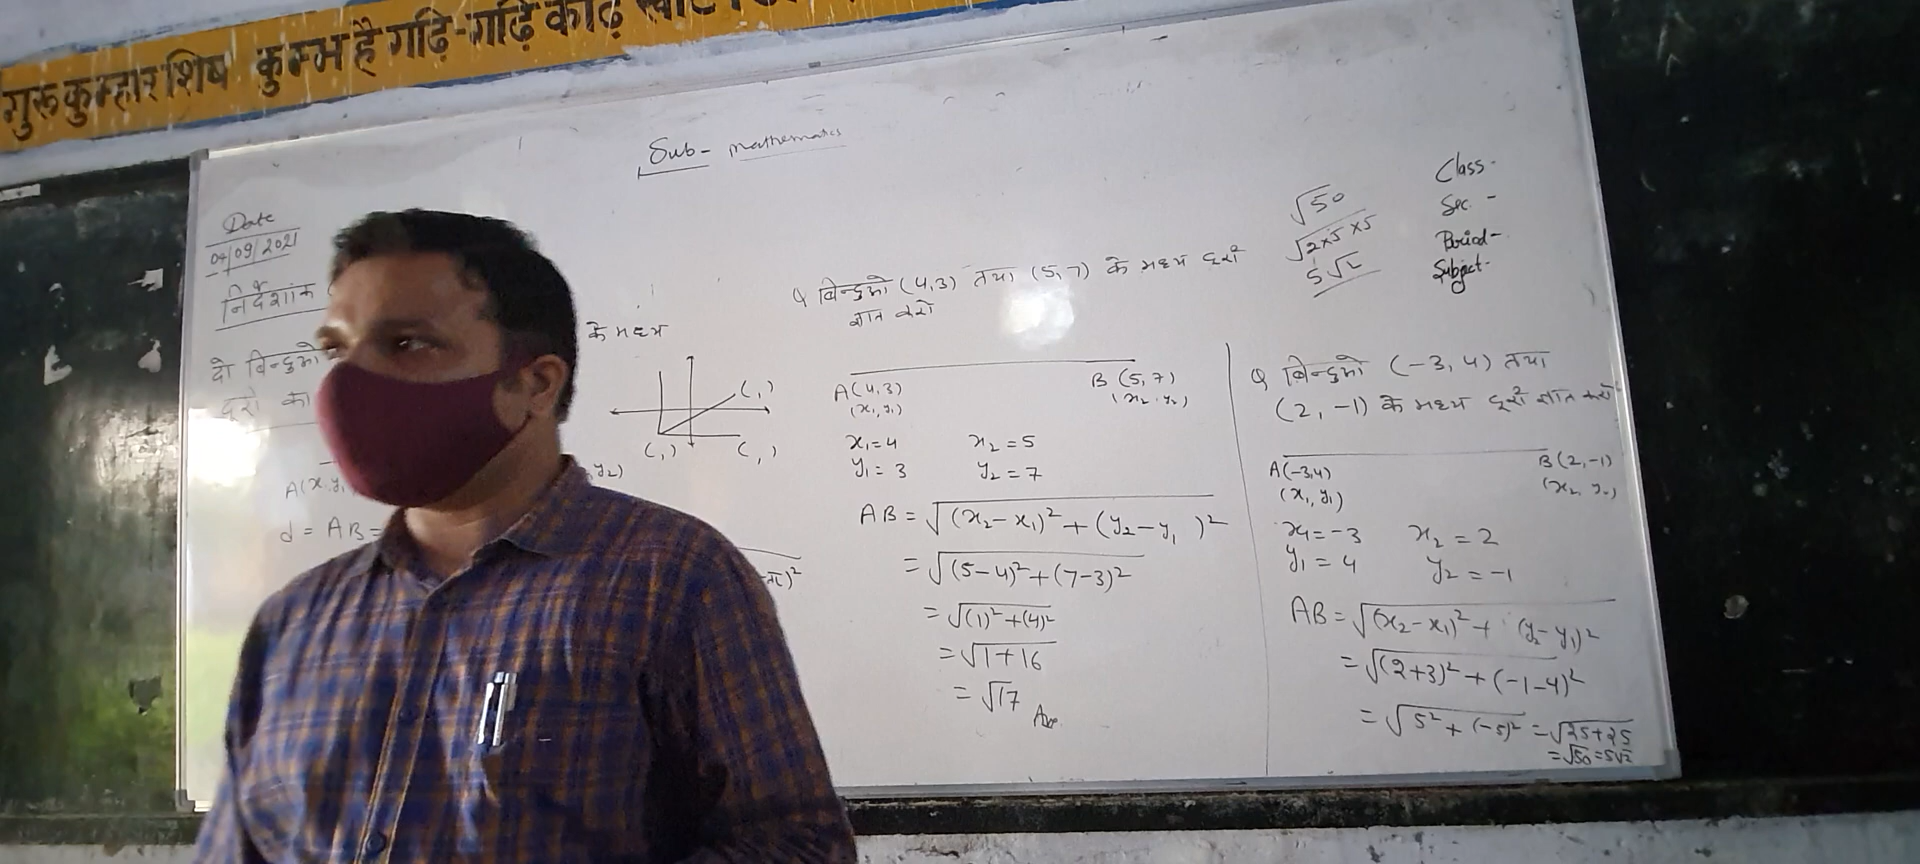 गुरू कुम्हार शिष कुम्भ है गढ़ि-गढ़ि काढ़
Sub- mathematics
Date
04/09/2021
निर्देशांक
दो बिन्दुओ
के मध्य
दूरी का
(,)
(,)
(,)
y₂)
d = AB =
)²
Q बिन्दुओ (4,3) तथा (5,7) के मध्य दूरी
ज्ञात करो
A(4,3)
B (5,7)
(x₁, y₁)
(x₂, y₂)
x₁=4 x₂=5
y₁=3 y₂=7
AB = √(x₂-x₁)²+(y₂-y₁)²
= √(5-4)²+(7-3)²
= √(1)²+(4)²
= √1+16
= √17 Ans
√50
√2×5×5
5√2
Class-
Sec. -
Period-
Subject-
Q बिन्दुओ (-3,4) तथा
(2,-1) के मध्य दूरी ज्ञात करो
A(-3,4)
B(2,-1)
(x₁, y₁)
(x₂, y₂)
x₁=-3 x₂=2
y₁=4 y₂=-1
AB = √(x₂-x₁)²+(y₂-y₁)²
= √(2+3)²+(-1-4)²
= √5²+(-5)² = √25+25
= √50=5√2